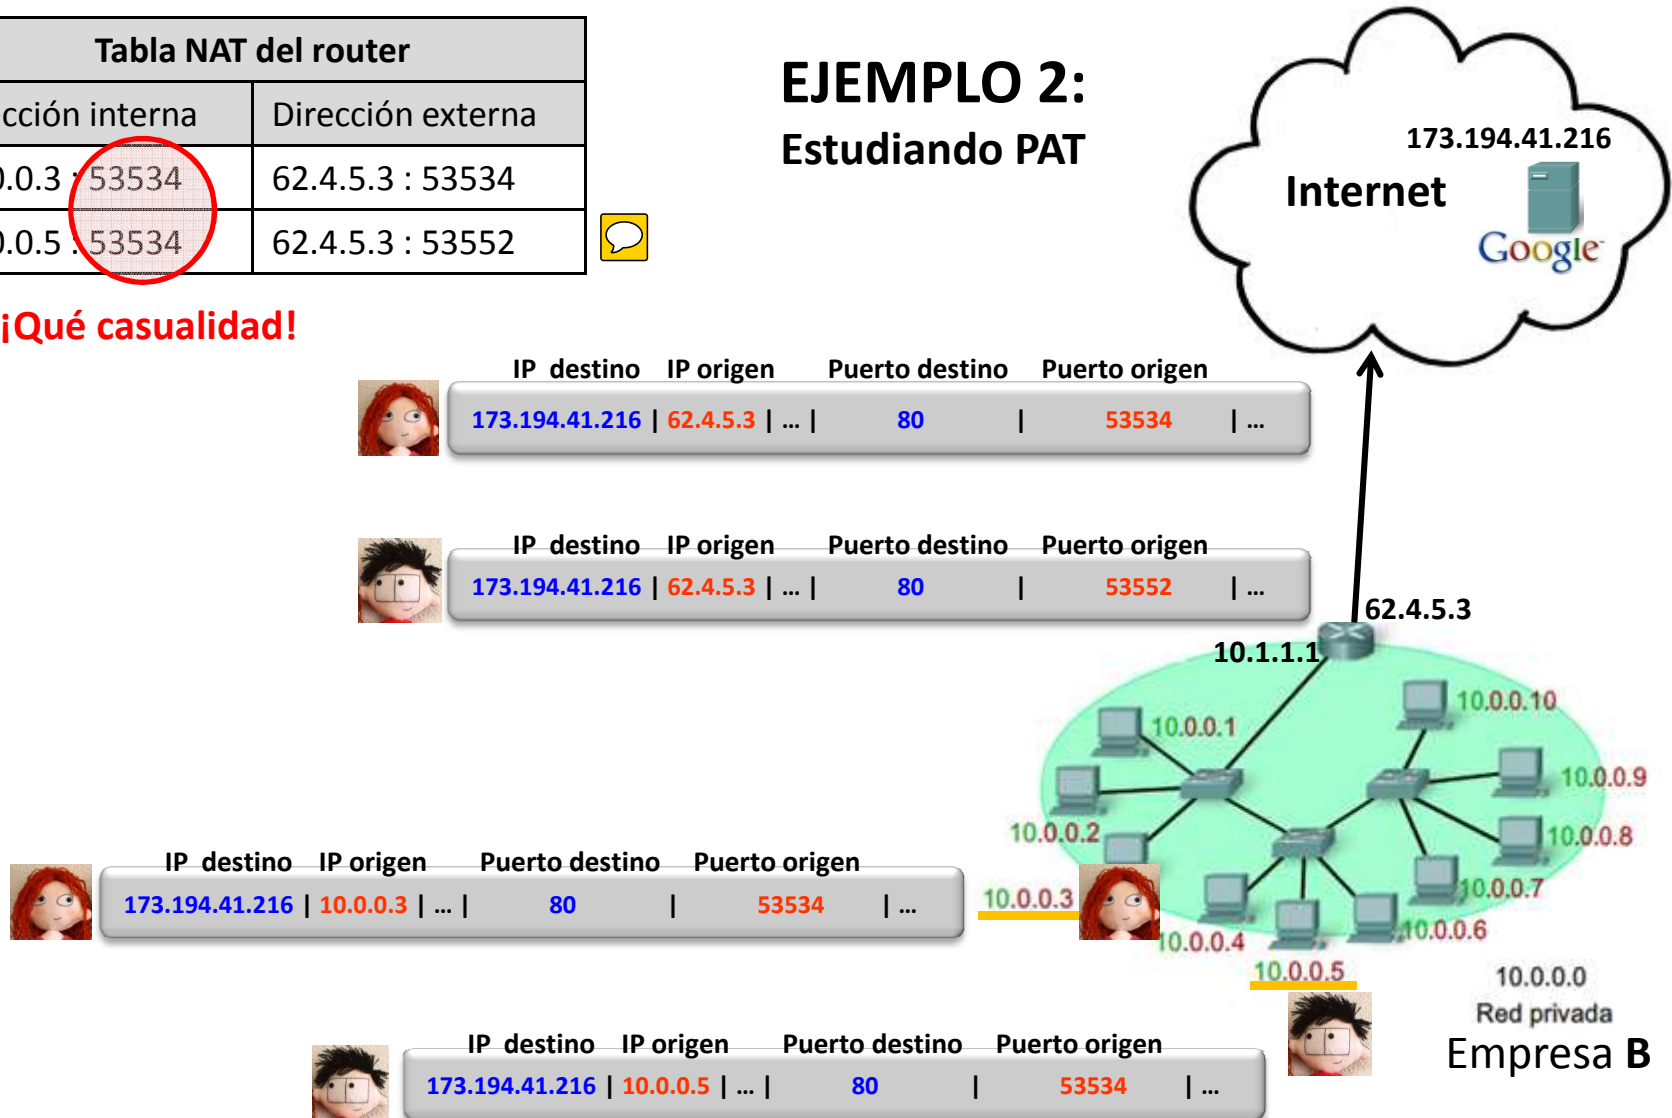 Tabla NAT del router
cción interna Dirección externa
.0.3 : 53534 62.4.5.3 : 53534
.0.5 : 53534 62.4.5.3 : 53552
¡Qué casualidad!
EJEMPLO 2:
Estudiando PAT
173.194.41.216
Internet
Google
IP destino IP origen Puerto destino Puerto origen
173.194.41.216 | 62.4.5.3 | ... | 80 | 53534 | ...
IP destino IP origen Puerto destino Puerto origen
173.194.41.216 | 62.4.5.3 | ... | 80 | 53552 | ...
62.4.5.3
10.1.1.1
10.0.0.10
10.0.0.1
10.0.0.9
10.0.0.2
10.0.0.8
10.0.0.7
10.0.0.3
10.0.0.6
10.0.0.4
10.0.0.5
IP destino IP origen Puerto destino Puerto origen
173.194.41.216 | 10.0.0.3 | ... | 80 | 53534 | ...
10.0.0.0
Red privada
Empresa B
IP destino IP origen Puerto destino Puerto origen
173.194.41.216 | 10.0.0.5 | ... | 80 | 53534 | ...